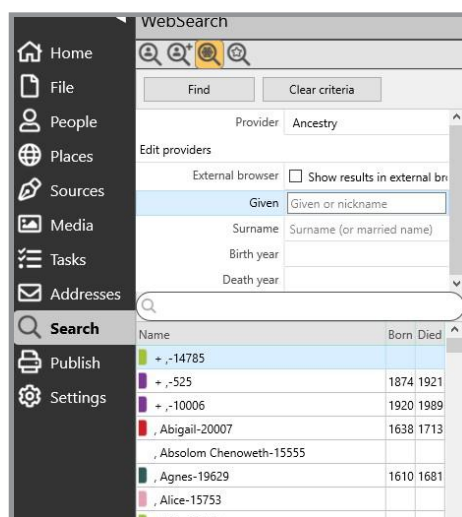 WebSearch
Home
File
People
Places
Sources
Media
Tasks
Addresses
Search
Publish
Settings
Find Clear criteria
Provider Ancestry
Edit providers
External browser Show results in external bro
Given Given or nickname
Surname Surname (or married name)
Birth year
Death year
Name Born Died
+ ,-14785
+ ,-525 1874 1921
+ ,-10006 1920 1989
, Abigail-20007 1638 1713
, Absolom Chenoweth-15555
, Agnes-19629 1610 1681
, Alice-15753